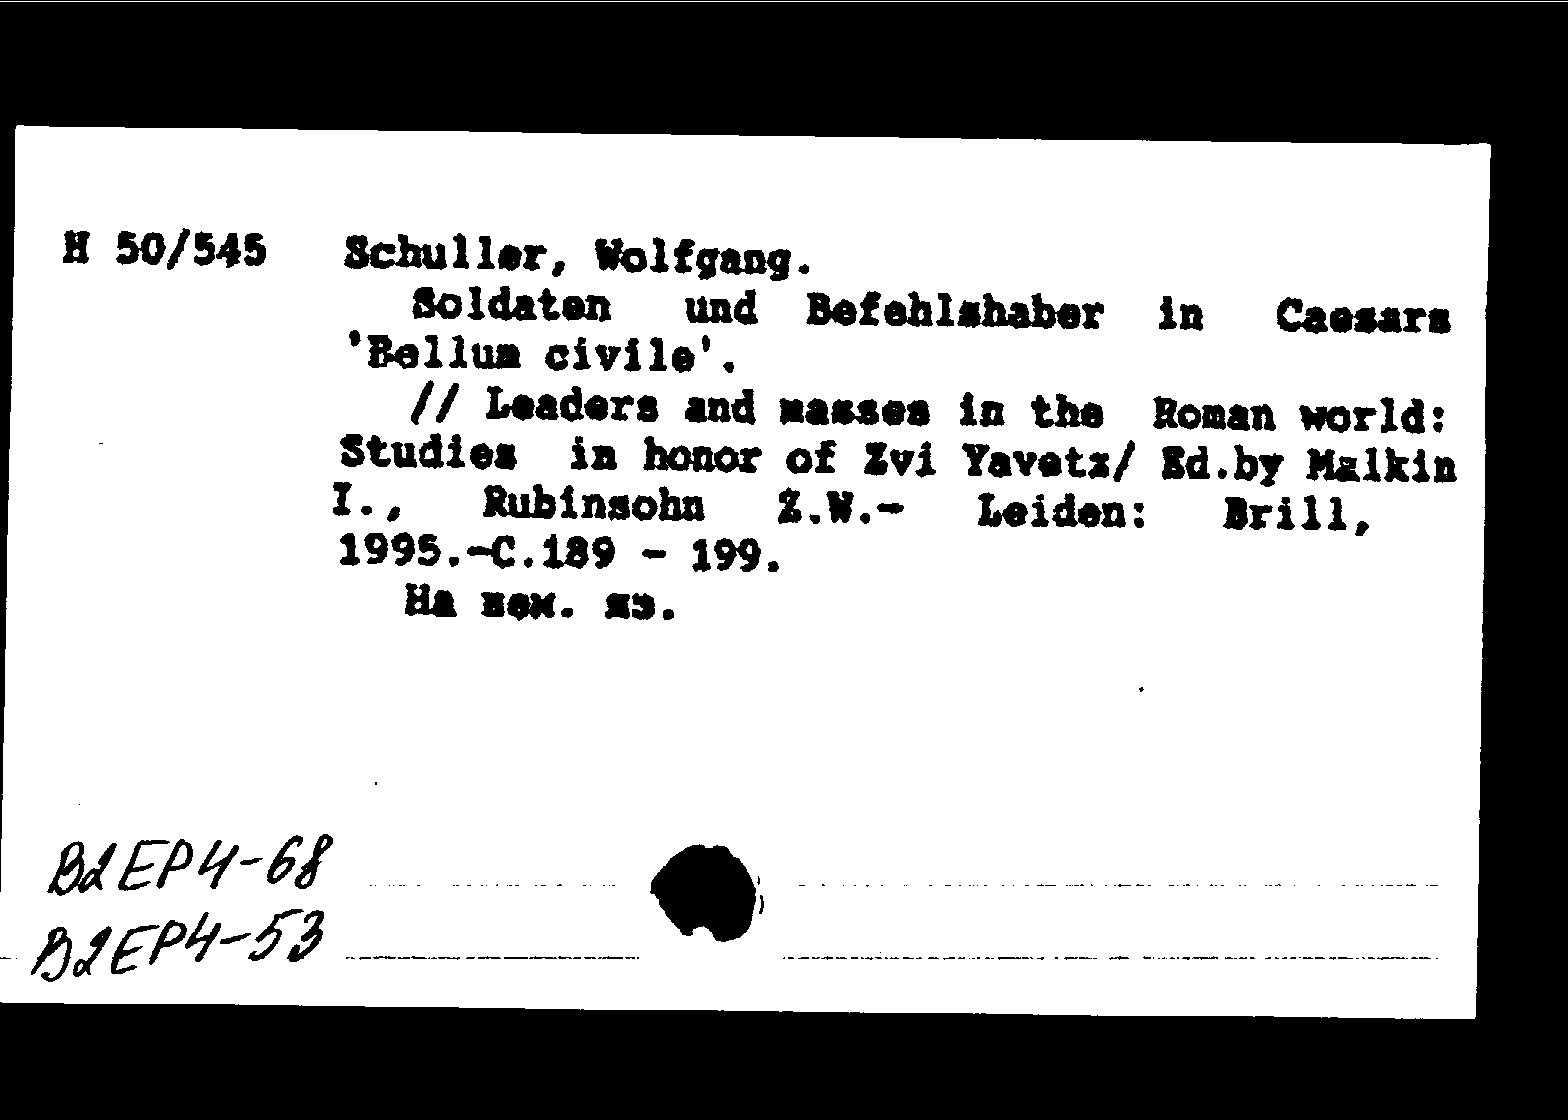 Н 50/545 Schuller, Wolfgang.
Soldaten und Befehlshaber in Caesars
'Bellum civile'.
// Leaders and masses in the Roman world:
Studies in honor of Zvi Yavetz/ Ed.by Malkin
I., Rubinsohn Z.W.- Leiden: Brill,
1995.-С.189 - 199.
На нем. яз.
В2ЕР4-68
В2ЕР4-53